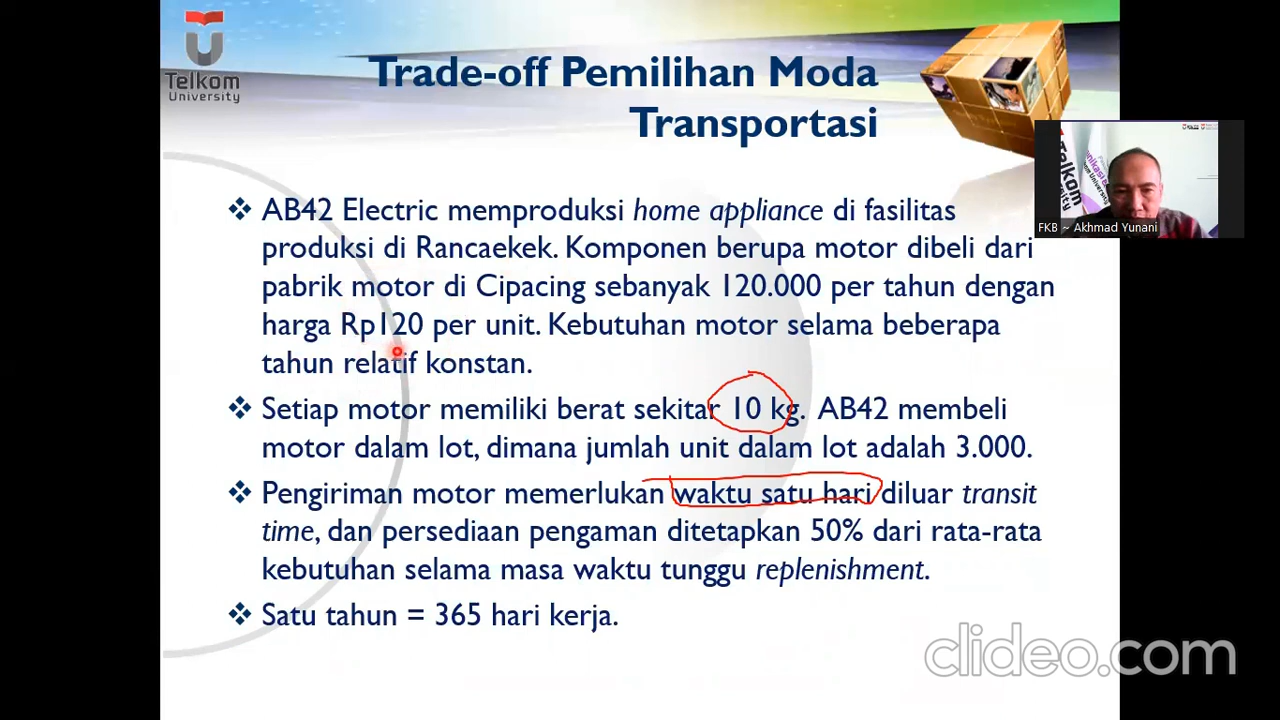 Telkom
University
Trade-off Pemilihan Moda
Transportasi
❖ AB42 Electric memproduksi home appliance di fasilitas
produksi di Rancaekek. Komponen berupa motor dibeli dari
pabrik motor di Cipacing sebanyak 120.000 per tahun dengan
harga Rp120 per unit. Kebutuhan motor selama beberapa
tahun relatif konstan.
❖ Setiap motor memiliki berat sekitar 10 kg. AB42 membeli
motor dalam lot, dimana jumlah unit dalam lot adalah 3.000.
❖ Pengiriman motor memerlukan waktu satu hari diluar transit
time, dan persediaan pengaman ditetapkan 50% dari rata-rata
kebutuhan selama masa waktu tunggu replenishment.
❖ Satu tahun = 365 hari kerja.
Telkom
FKB ~ Akhmad Yunani
clideo.com